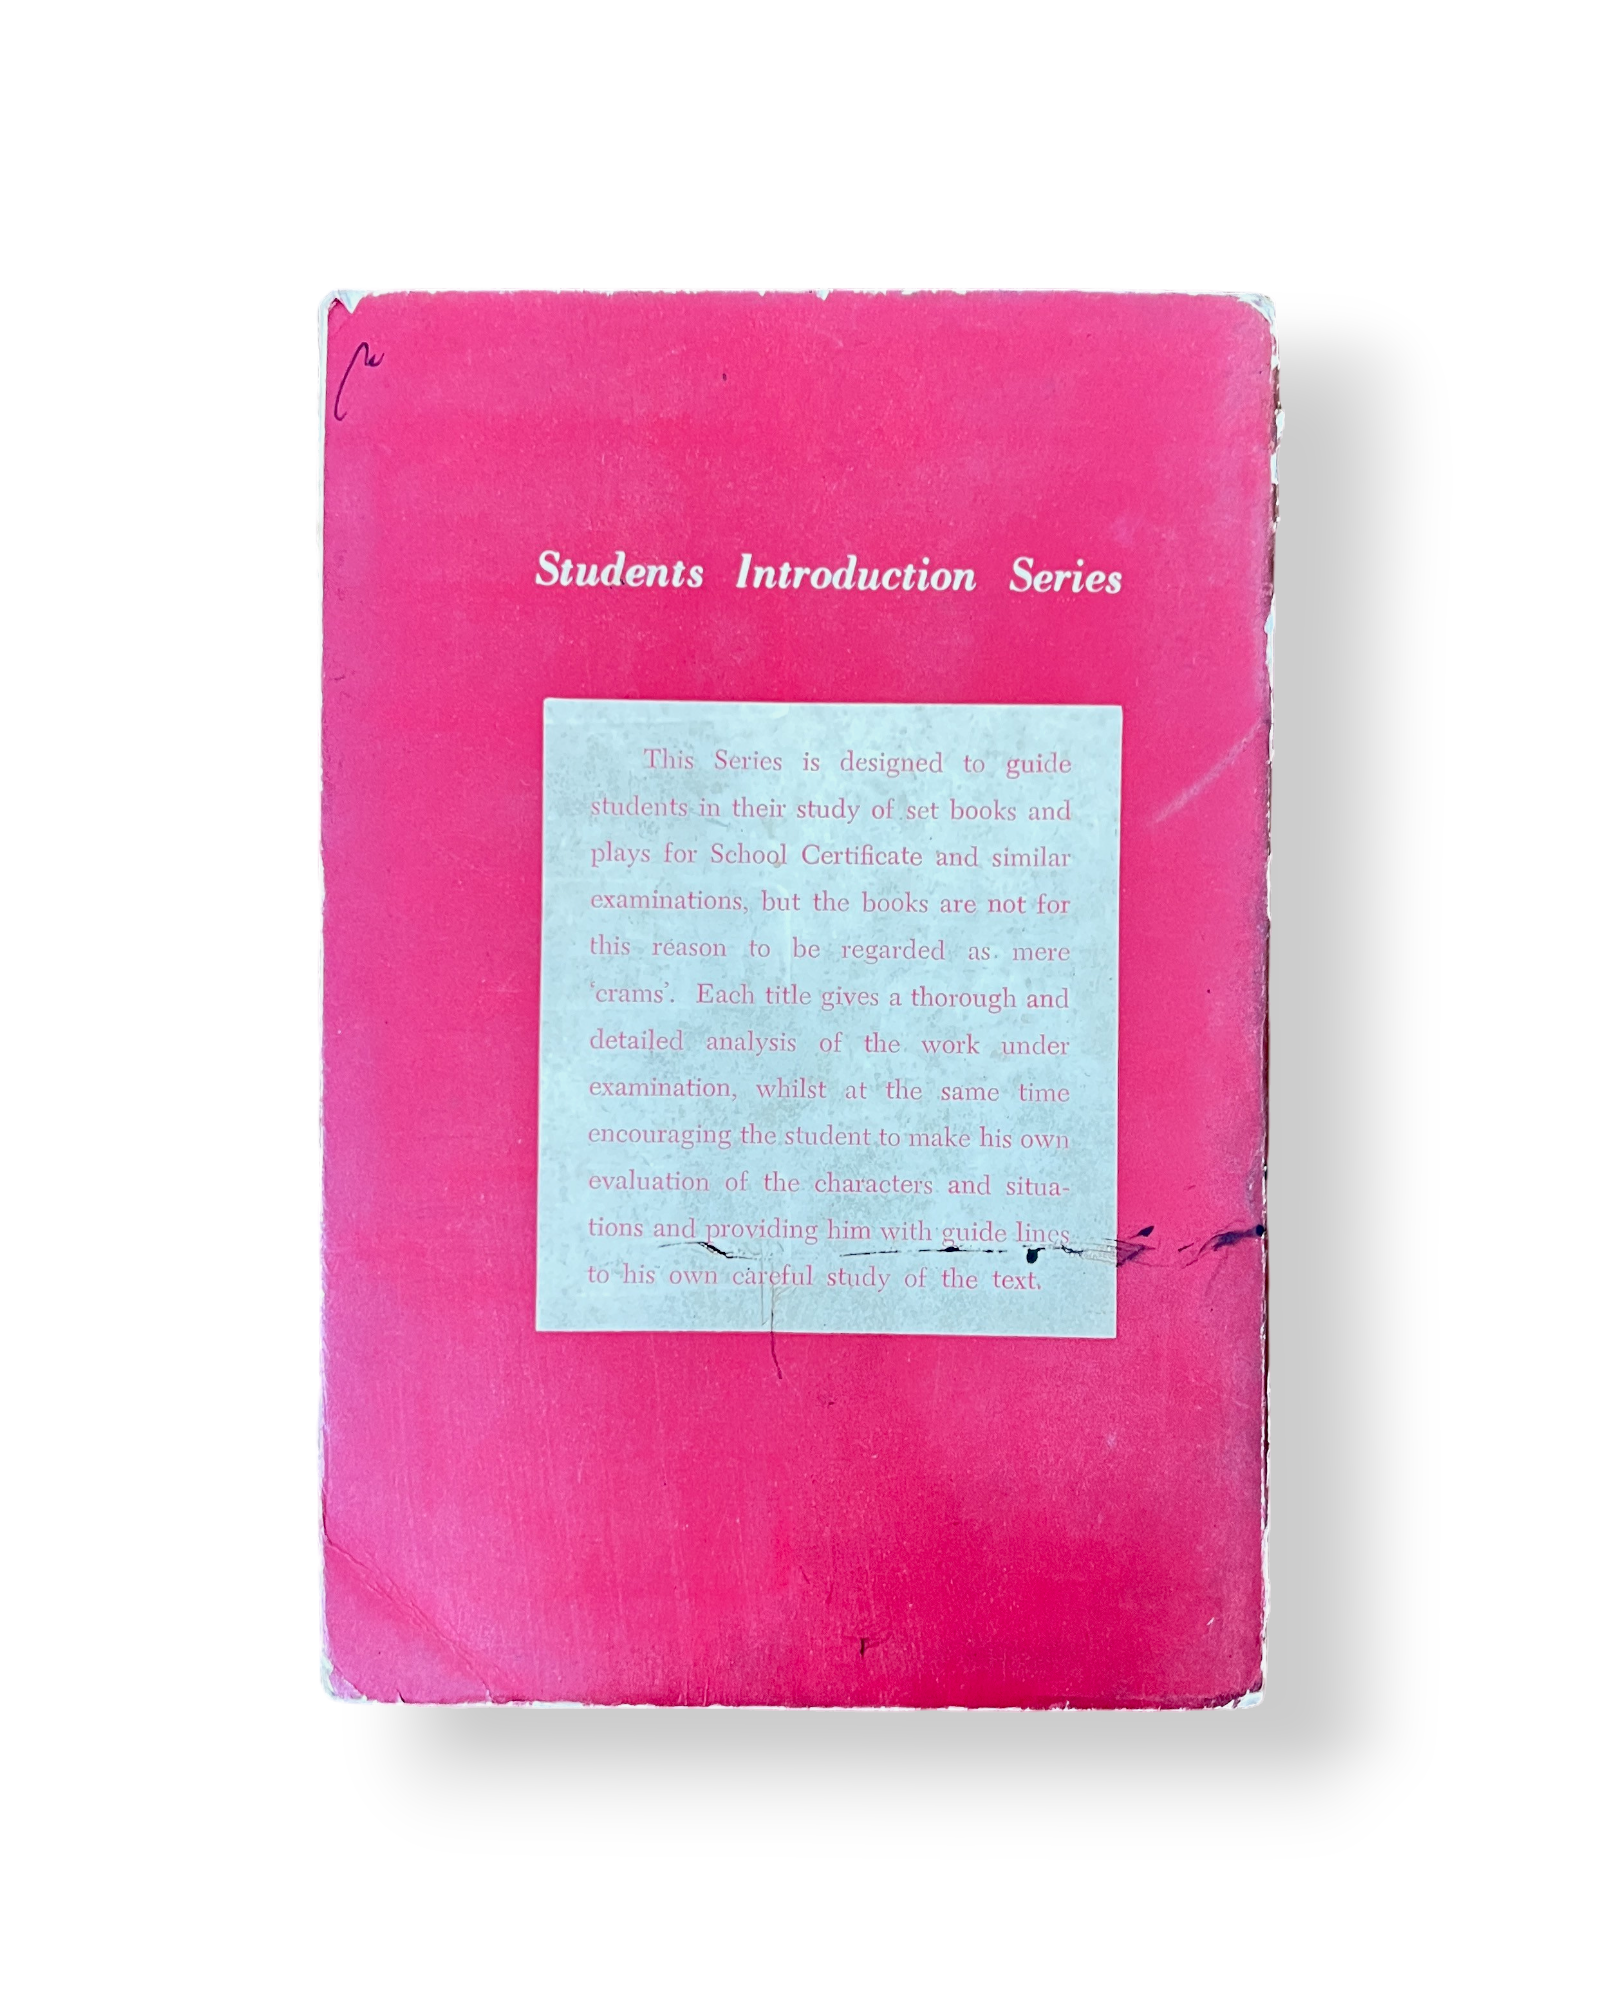 Students Introduction Series
This Series is designed to guide
students in their study of set books and
plays for School Certificate and similar
examinations, but the books are not for
this reason to be regarded as mere
'crams'. Each title gives a thorough and
detailed analysis of the work under
examination, whilst at the same time
encouraging the student to make his own
evaluation of the characters and situa-
tions and providing him with guide lines
to his own careful study of the text.